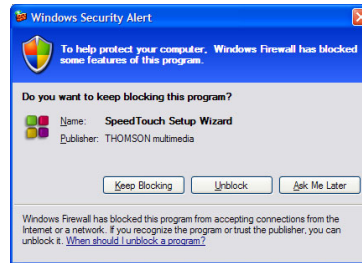 Windows Security Alert
To help protect your computer, Windows Firewall has blocked
some features of this program.
Do you want to keep blocking this program?
Name: SpeedTouch Setup Wizard
Publisher: THOMSON multimedia
Keep Blocking Unblock Ask Me Later
Windows Firewall has blocked this program from accepting connections from the
Internet or a network. If you recognize the program or trust the publisher, you can
unblock it. When should I unblock a program?